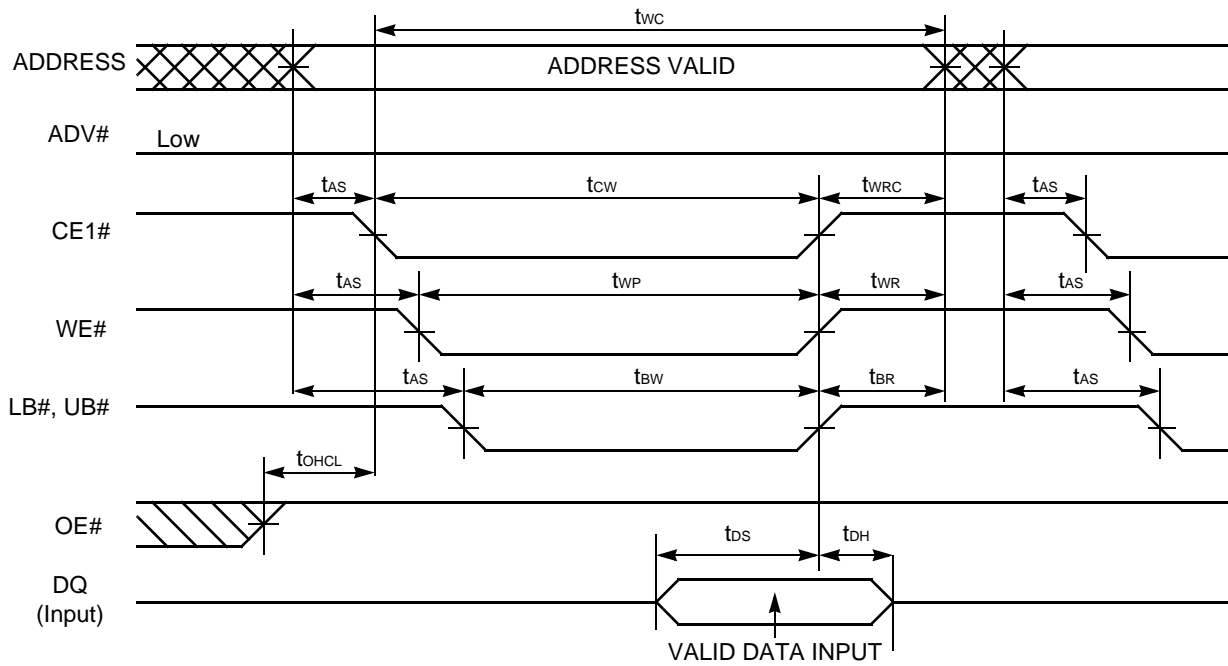 tWC
ADDRESS
ADDRESS VALID
ADV#
Low
tAS
tCW
tWRC
tAS
CE1#
tAS
tWP
tWR
tAS
WE#
tAS
tBW
tBR
tAS
LB#, UB#
tOHCL
OE#
tDS
tDH
DQ
(Input)
VALID DATA INPUT